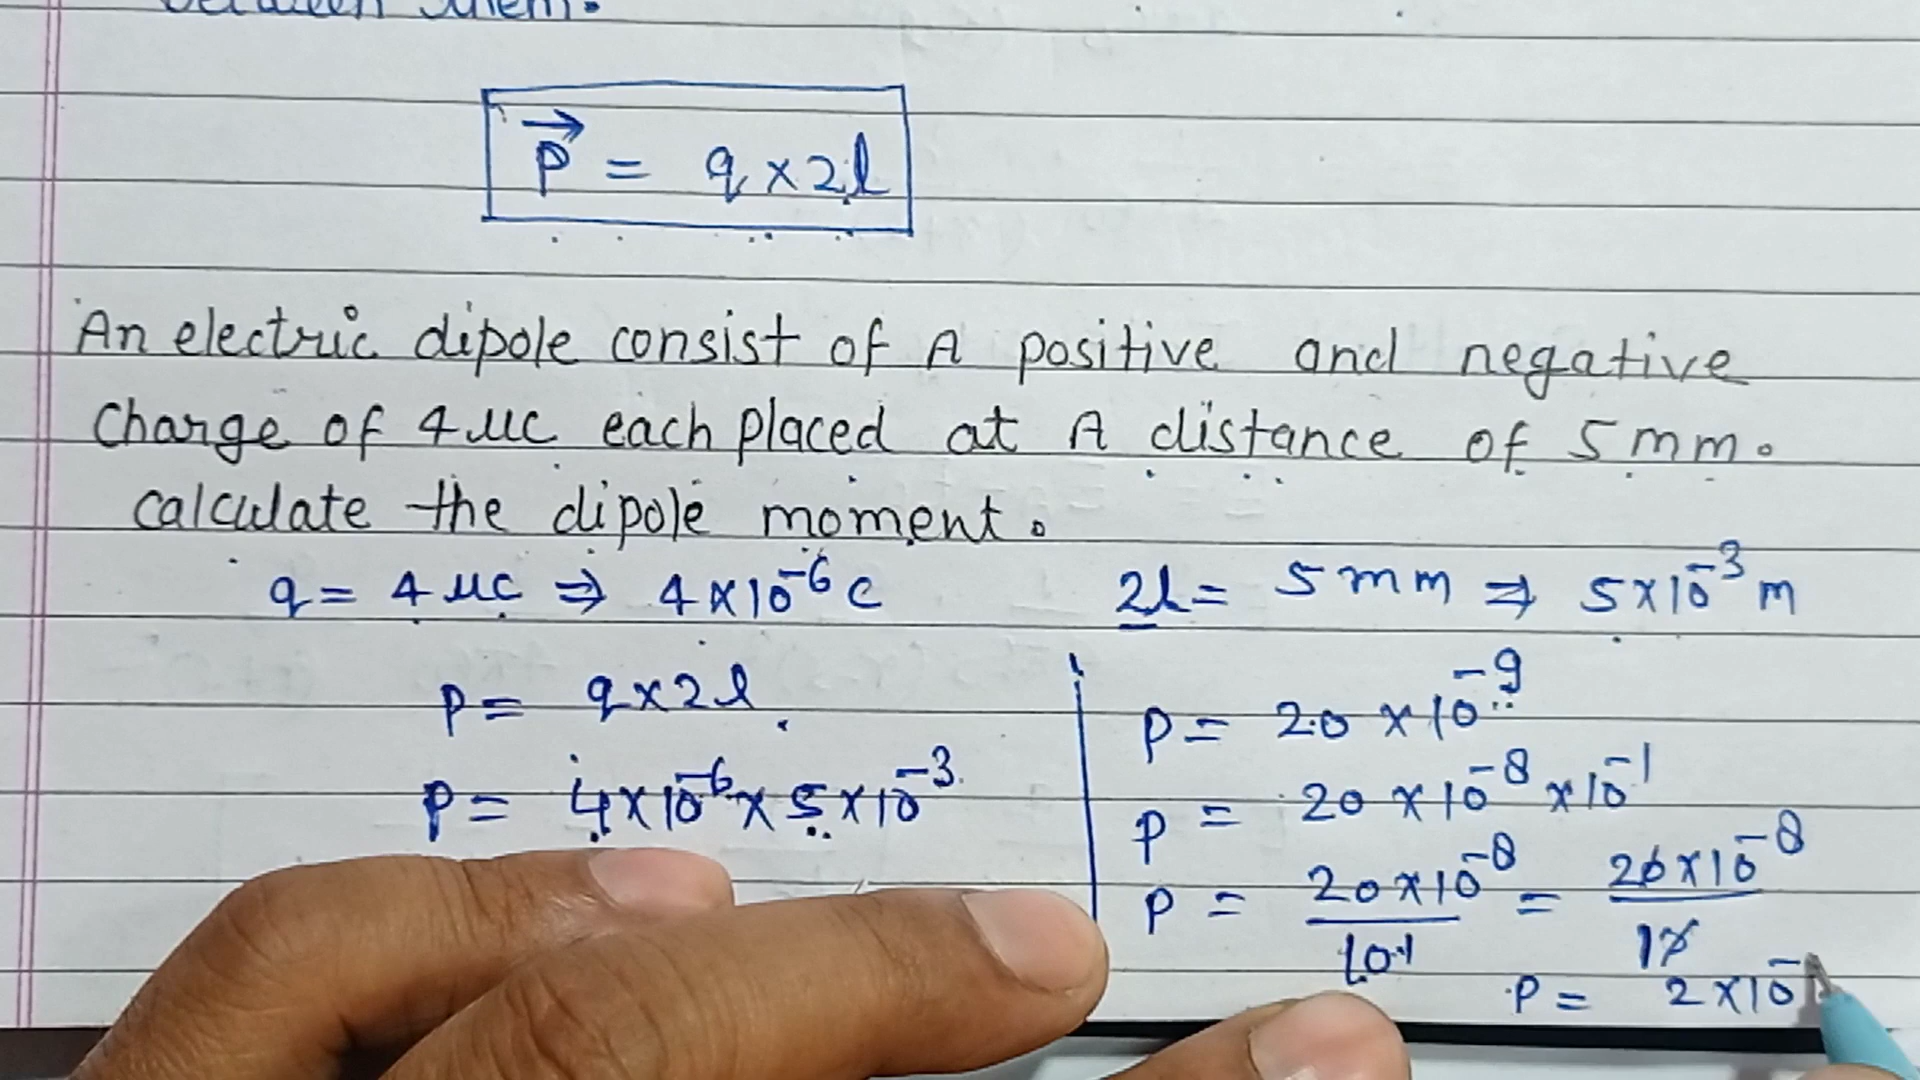 between them.
P⃗ = q × 2l
An electric dipole consist of A positive and negative
charge of 4 μc each placed at A distance of 5 mm.
calculate the dipole moment.
q = 4 μc ⇒ 4×10⁻⁶ c 2l = 5 mm ⇒ 5×10⁻³ m
P = q×2l
P = 4×10⁻⁶ × 5×10⁻³
P = 20 × 10⁻⁹
P = 20 × 10⁻⁸ × 10⁻¹
P = 20×10⁻⁸/10¹ = 20×10⁻⁸/10
P = 2×10⁻